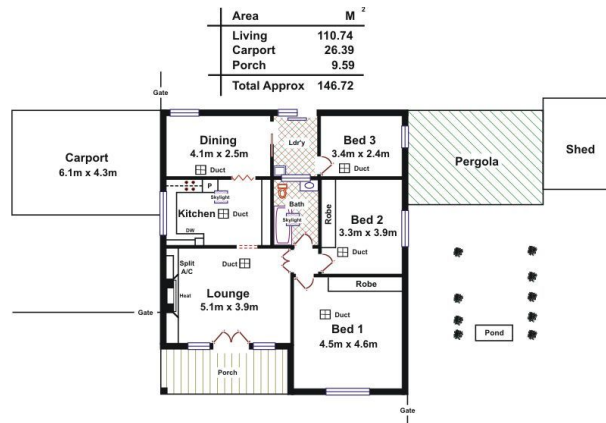 Area M²
Living 110.74
Carport 26.39
Porch 9.59
Total Approx 146.72
Gate
Carport
6.1m x 4.3m
Dining
4.1m x 2.5m
Duct
Ldr'y
Bed 3
3.4m x 2.4m
Duct
Pergola
Shed
P
Skylight
Kitchen
Duct
DW
Bath
Skylight
Robe
Bed 2
3.3m x 3.9m
Duct
Split
A/C
Heat
Duct
Lounge
5.1m x 3.9m
Robe
Duct
Bed 1
4.5m x 4.6m
Gate
Pond
Porch
Gate